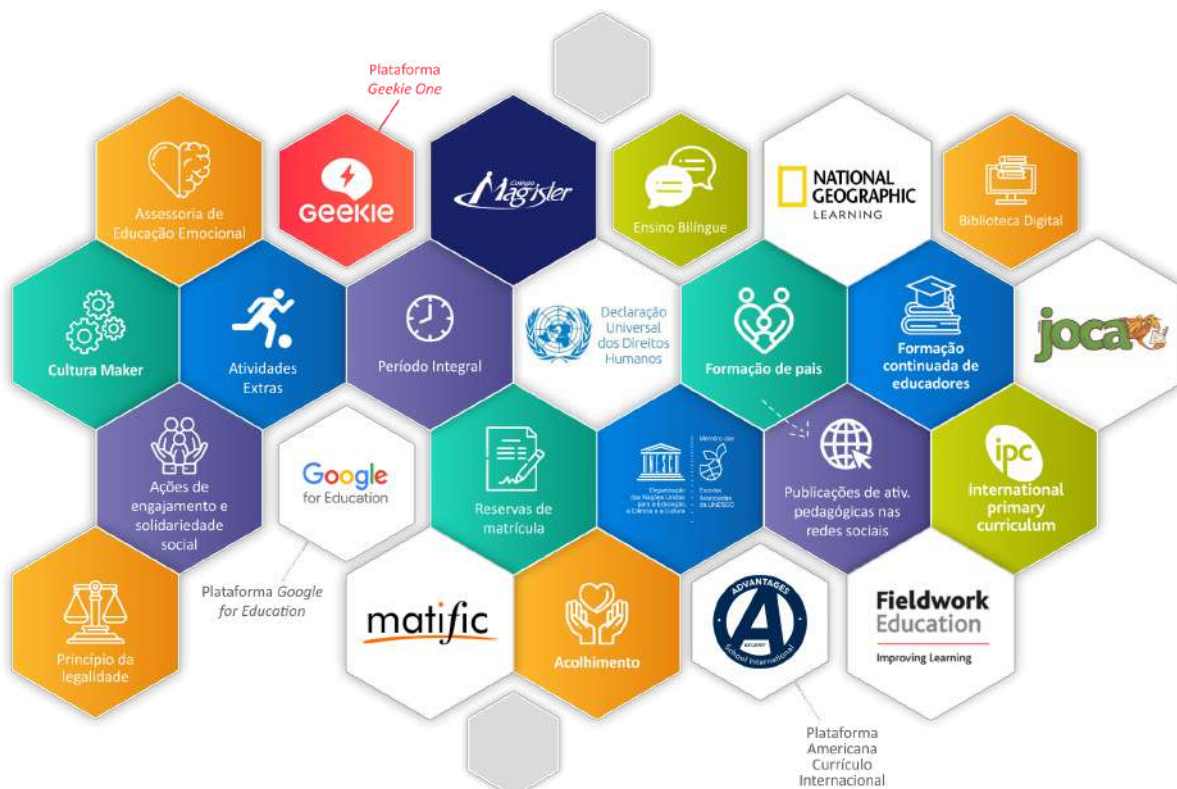 Plataforma
Geekie One
Assessoria de
Educação Emocional
GEEKIE
Colégio
Magister
Ensino Bilíngue
NATIONAL
GEOGRAPHIC
LEARNING
Biblioteca Digital
Cultura Maker
Atividades
Extras
Período Integral
Declaração
Universal
dos Direitos
Humanos
Formação de pais
Formação
continuada de
educadores
joca
Ações de
engajamento e
solidariedade
social
Google
for Education
Plataforma Google
for Education
Reservas de
matrícula
Organização
das Nações Unidas
para a Educação,
a Ciência e a Cultura
Membro das
Escolas
Associadas
da UNESCO
Publicações de ativ.
pedagógicas nas
redes sociais
ipc
international
primary
curriculum
Princípio da
legalidade
matific
Acolhimento
ADVANTAGES
A
School International
Plataforma
Americana
Currículo
Internacional
Fieldwork
Education
Improving Learning